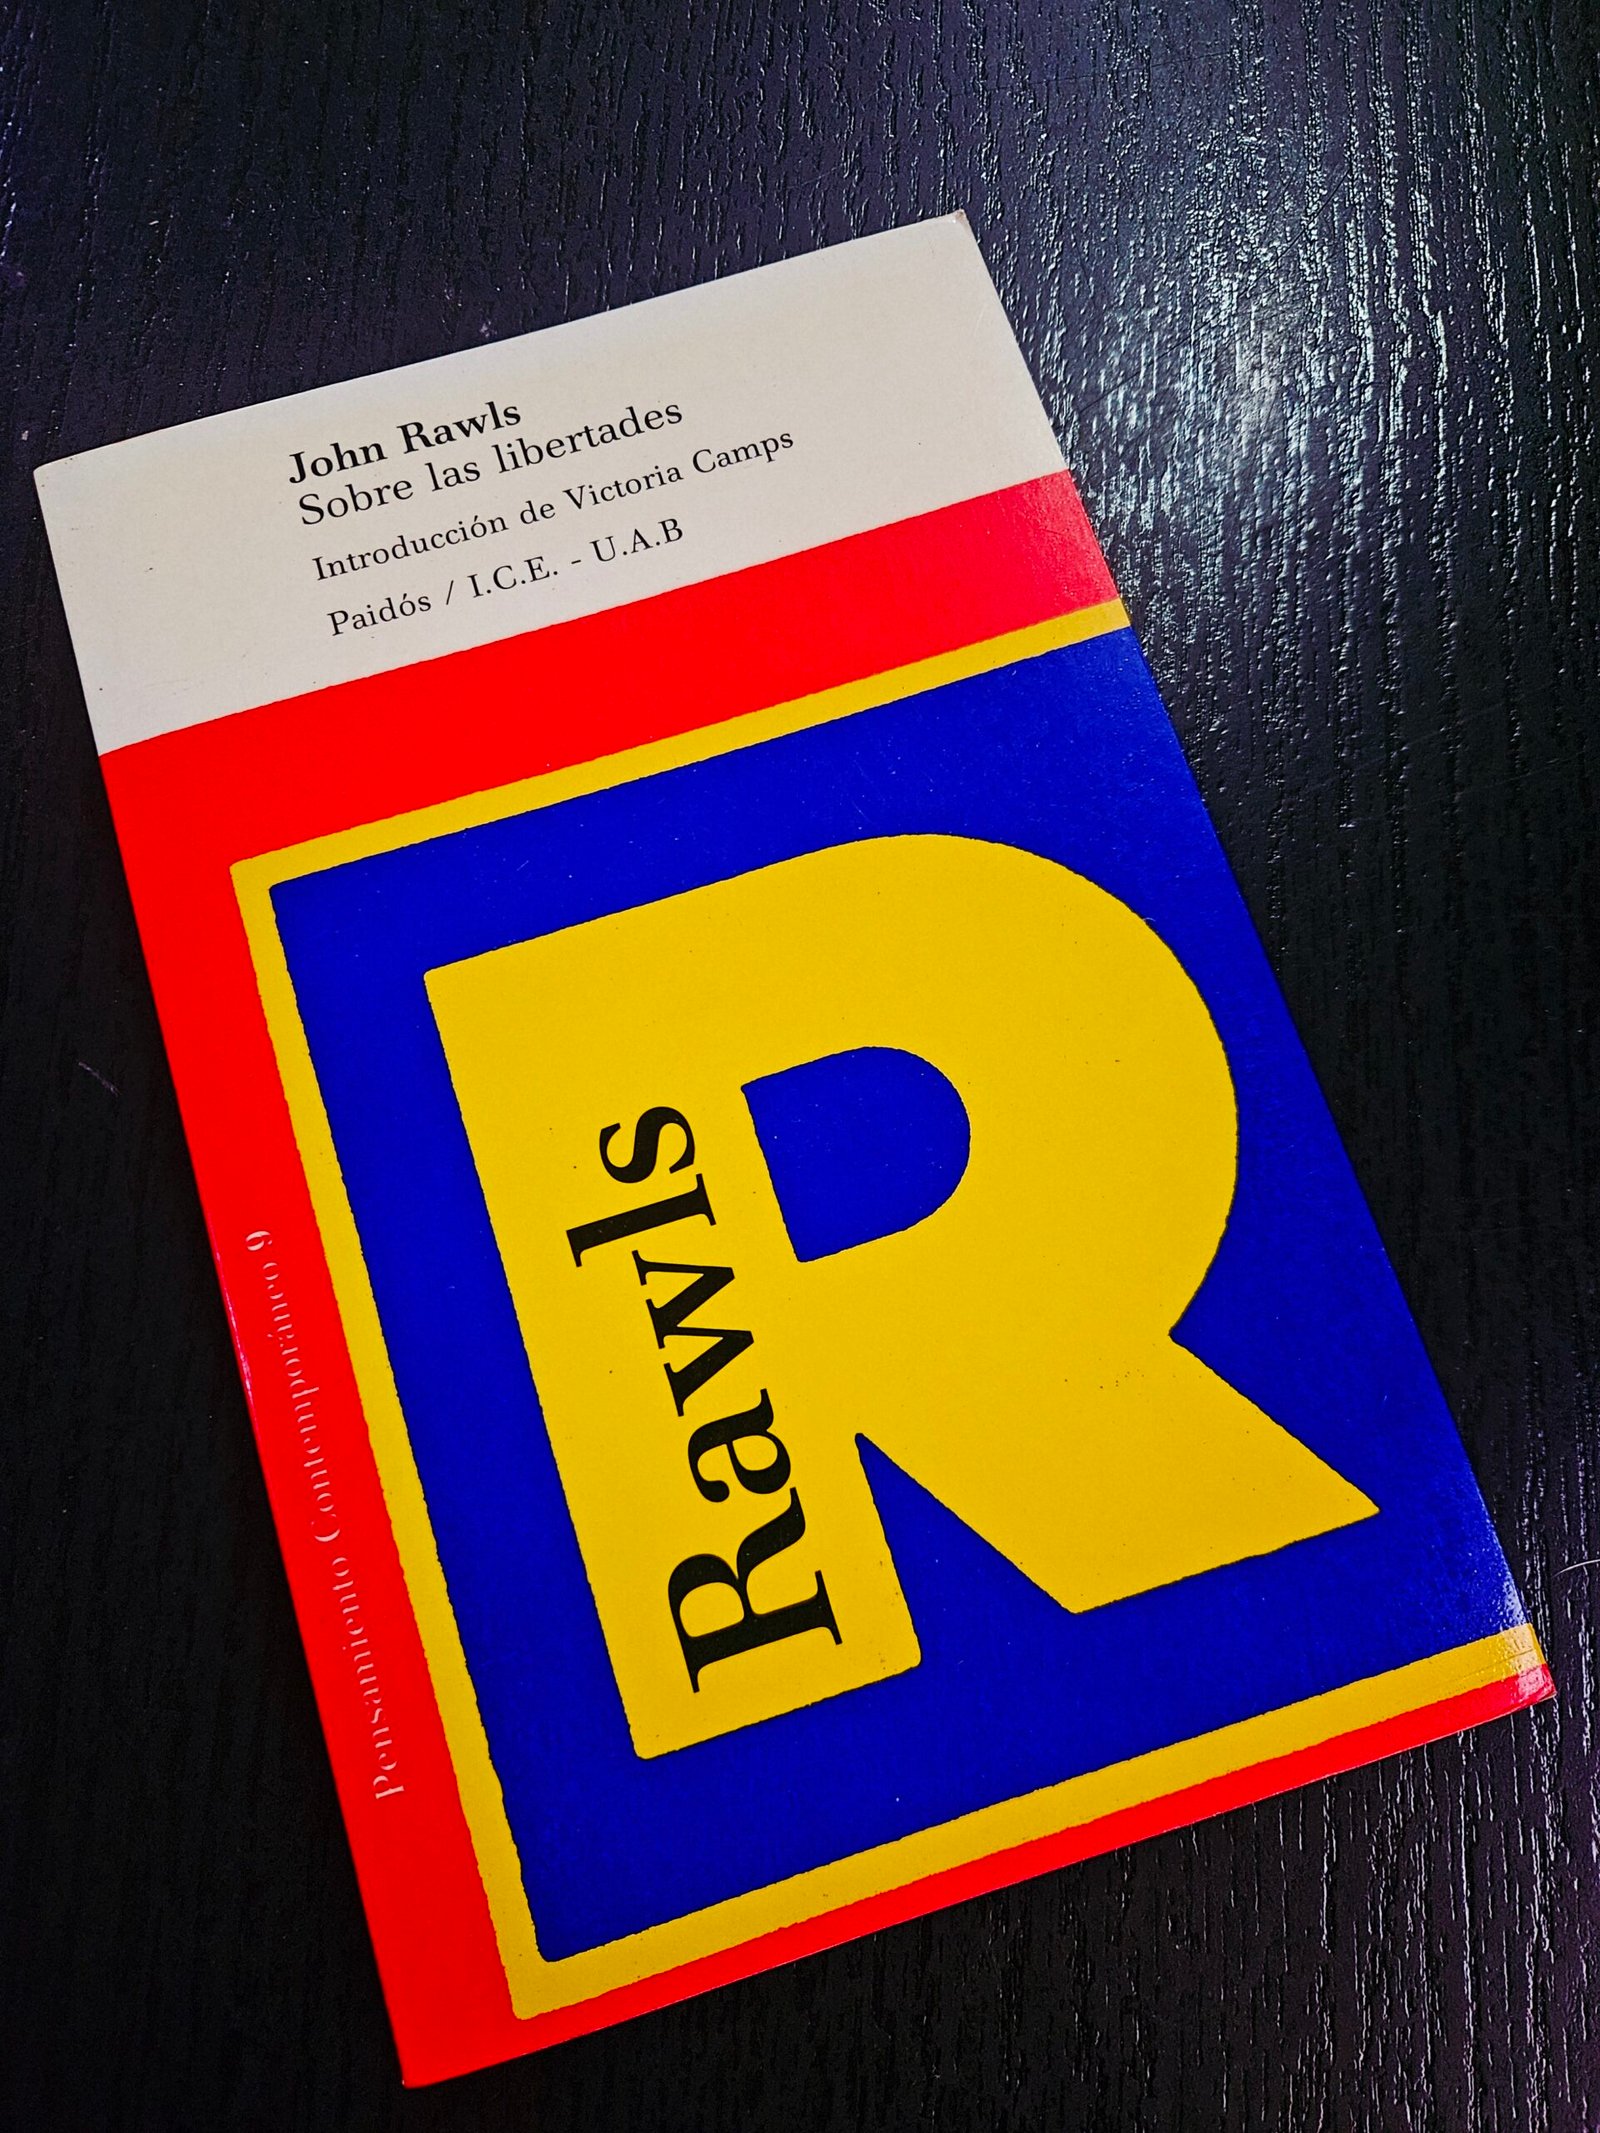 John Rawls
Sobre las libertades
Introducción de Victoria Camps
Paidós / I.C.E. - U.A.B
Rawls
Pensamiento Contemporáneo 9